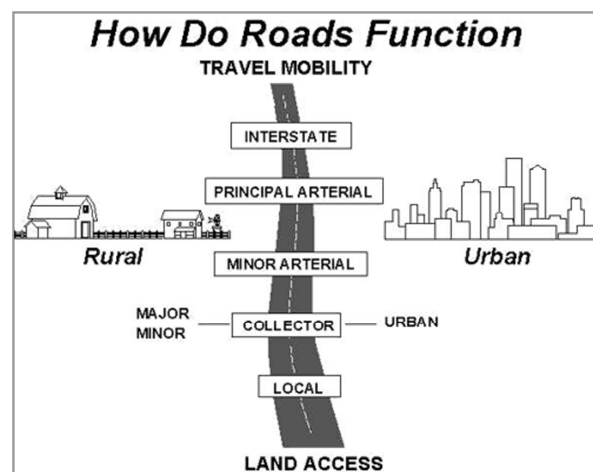 How Do Roads Function
TRAVEL MOBILITY
INTERSTATE
PRINCIPAL ARTERIAL
Rural
Urban
MINOR ARTERIAL
MAJOR
MINOR
COLLECTOR
URBAN
LOCAL
LAND ACCESS